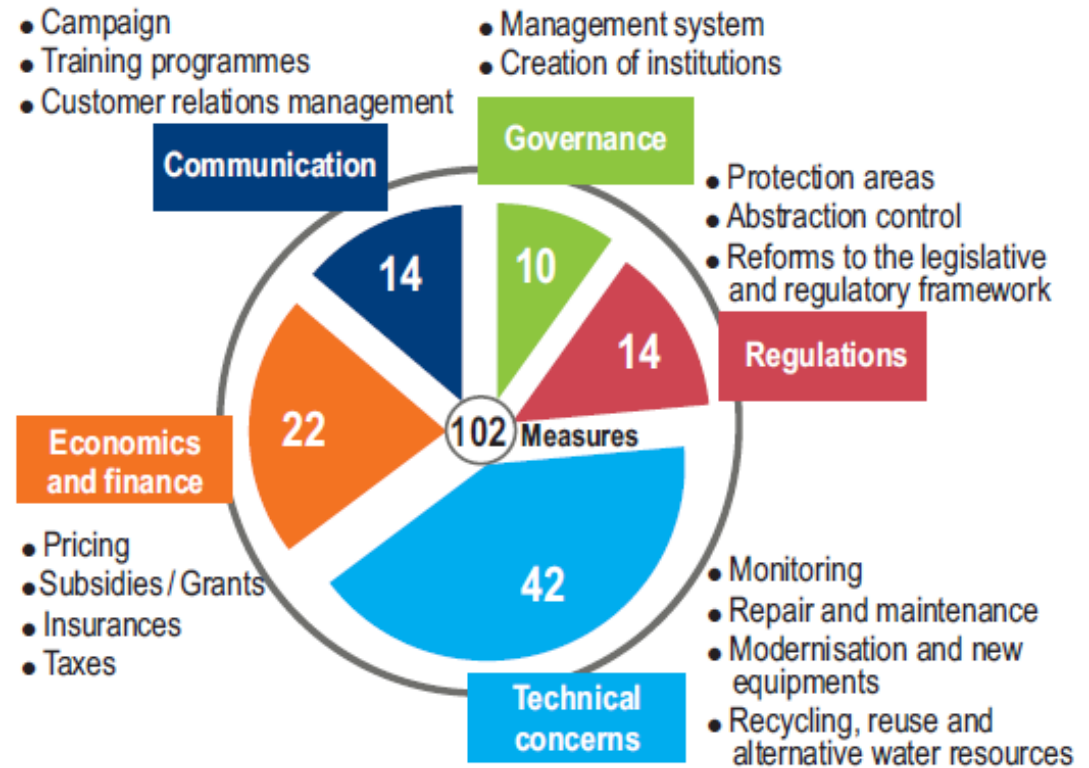 ● Campaign
● Training programmes
● Customer relations management
Communication
● Management system
● Creation of institutions
Governance
● Protection areas
● Abstraction control
● Reforms to the legislative
and regulatory framework
Regulations
14
10
14
22
102 Measures
42
Economics
and finance
● Pricing
● Subsidies / Grants
● Insurances
● Taxes
Technical
concerns
● Monitoring
● Repair and maintenance
● Modernisation and new
equipments
● Recycling, reuse and
alternative water resources